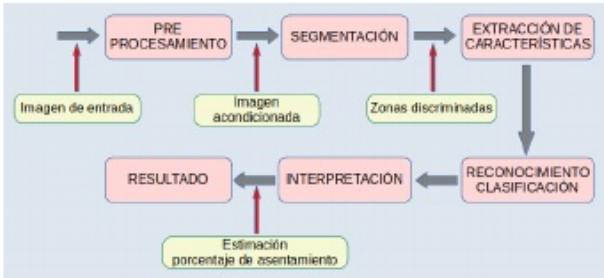 PRE
PROCESAMIENTO
SEGMENTACIÓN
EXTRACCIÓN DE
CARACTERÍSTICAS
Imagen de entrada
Imagen
acondicionada
Zonas discriminadas
RESULTADO
INTERPRETACIÓN
RECONOCIMIENTO
CLASIFICACIÓN
Estimación
porcentaje de asentamiento